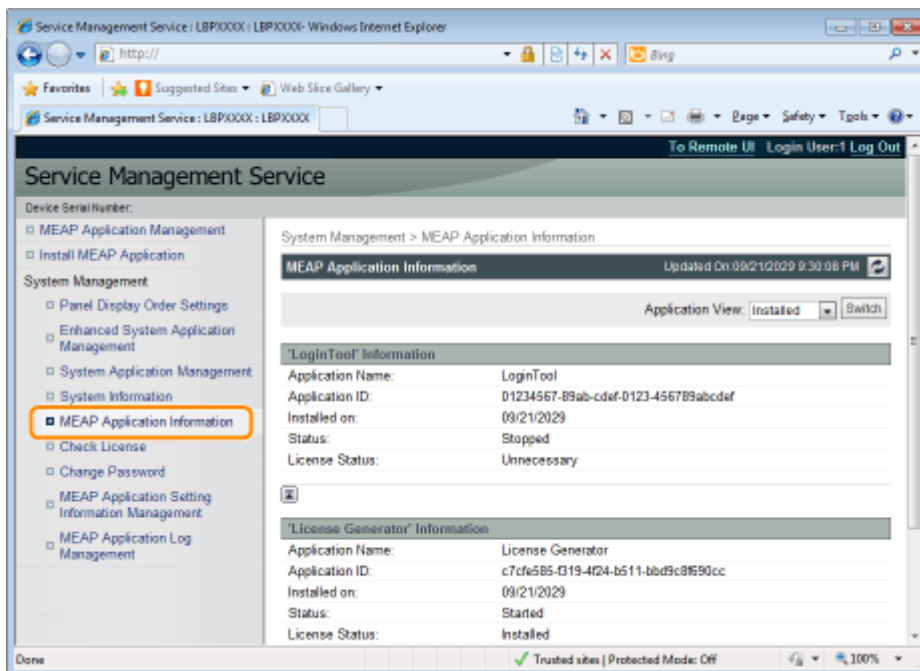 Service Management Service : LBPXXXX : LBPXXXX- Windows Internet Explorer
http://
Bing
Favorites Suggested Sites Web Slice Gallery
Service Management Service : LBPXXXX : LBPXXXX
Page Safety Tools
To Remote UI Login User:1 Log Out
Service Management Service
Device Serial Number:
MEAP Application Management
Install MEAP Application
System Management
Panel Display Order Settings
Enhanced System Application
Management
System Application Management
System Information
MEAP Application Information
Check License
Change Password
MEAP Application Setting
Information Management
MEAP Application Log
Management
System Management > MEAP Application Information
MEAP Application Information Updated On:09/21/2029 9:30:08 PM
Application View: Installed Switch
'LoginTool' Information
Application Name: LoginTool
Application ID: 01234567-89ab-cdef-0123-456789abcdef
Installed on: 09/21/2029
Status: Stopped
License Status: Unnecessary
'License Generator' Information
Application Name: License Generator
Application ID: c7cfe585-f319-4f24-b511-bbd9c8f690cc
Installed on: 09/21/2029
Status: Started
License Status: Installed
Done Trusted sites | Protected Mode: Off 100%